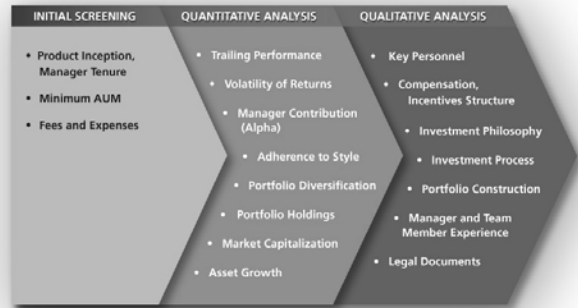 INITIAL SCREENING
• Product Inception,
Manager Tenure
• Minimum AUM
• Fees and Expenses
QUANTITATIVE ANALYSIS
• Trailing Performance
• Volatility of Returns
• Manager Contribution
(Alpha)
• Adherence to Style
• Portfolio Diversification
• Portfolio Holdings
• Market Capitalization
• Asset Growth
QUALITATIVE ANALYSIS
• Key Personnel
• Compensation,
Incentives Structure
• Investment Philosophy
• Investment Process
• Portfolio Construction
• Manager and Team
Member Experience
• Legal Documents